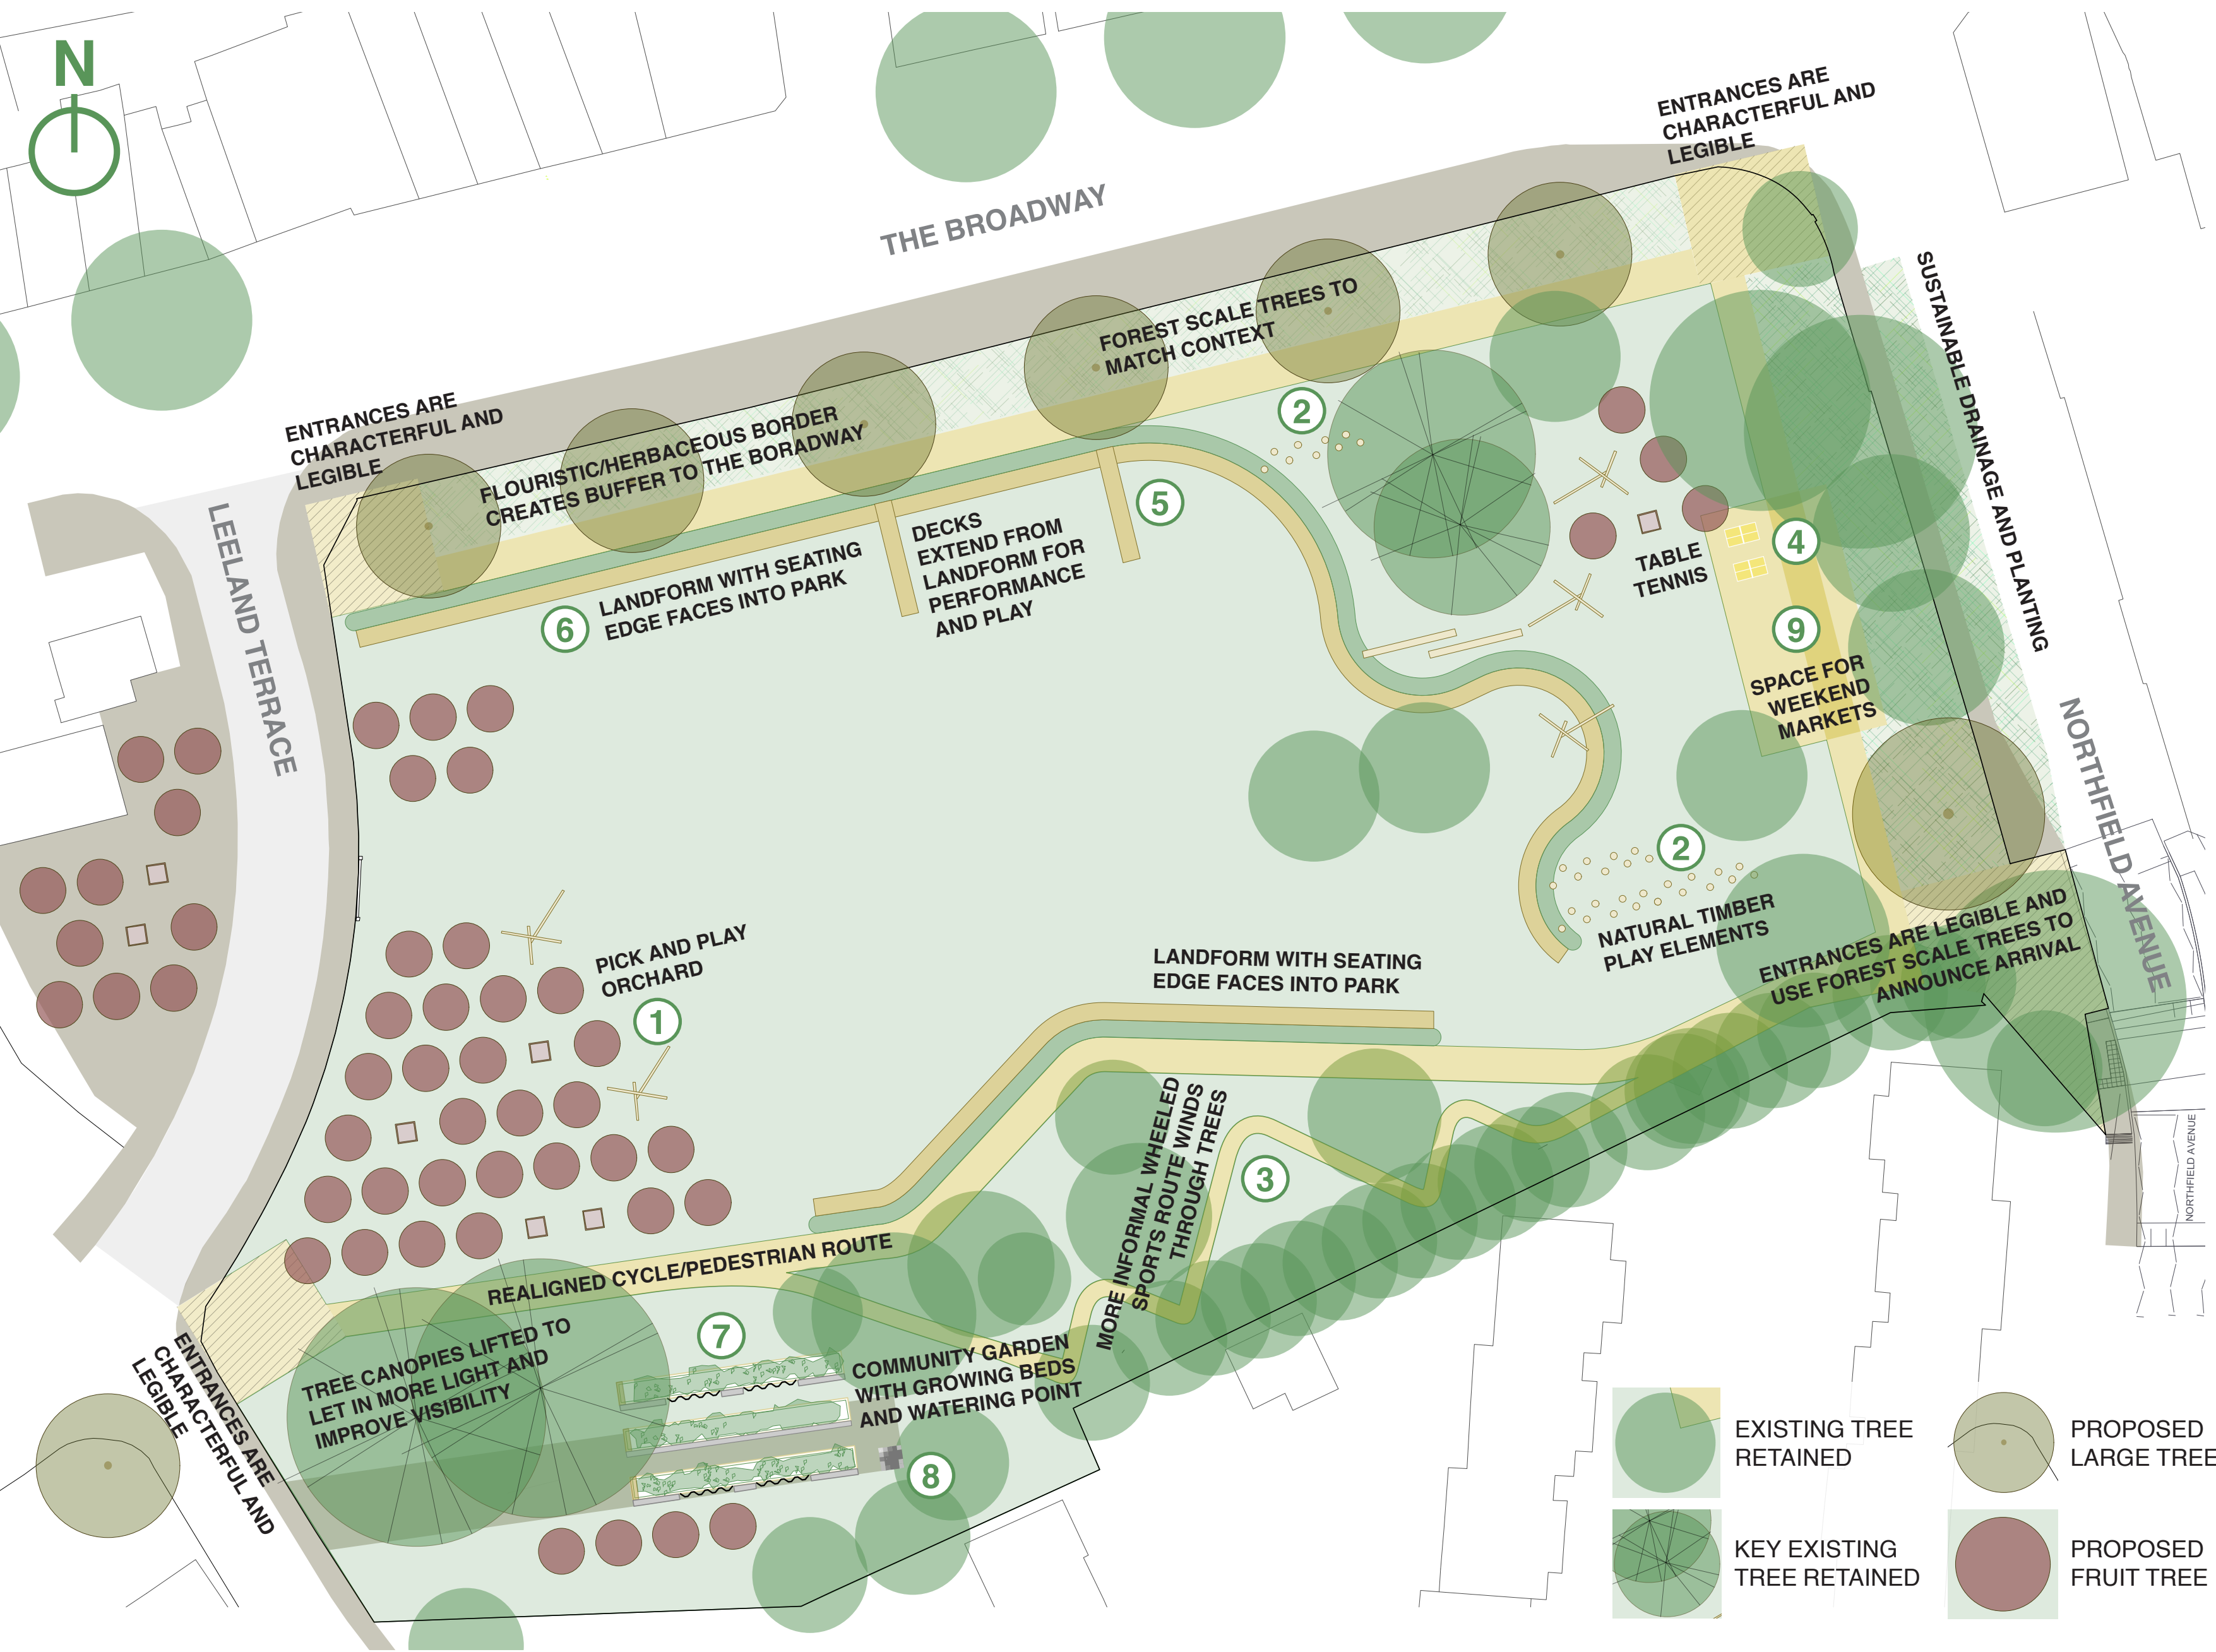 N
THE BROADWAY
ENTRANCES ARE
CHARACTERFUL AND
LEGIBLE
ENTRANCES ARE
CHARACTERFUL AND
LEGIBLE
FLOURISTIC/HERBACEOUS BORDER
CREATES BUFFER TO THE BORADWAY
FOREST SCALE TREES TO
MATCH CONTEXT
SUSTAINABLE DRAINAGE AND PLANTING
LEELAND TERRACE
2
5
DECKS
EXTEND FROM
LANDFORM FOR
PERFORMANCE
AND PLAY
6
LANDFORM WITH SEATING
EDGE FACES INTO PARK
TABLE
TENNIS
4
9
SPACE FOR
WEEKEND
MARKETS
NORTHFIELD AVENUE
2
NATURAL TIMBER
PLAY ELEMENTS
ENTRANCES ARE LEGIBLE AND
USE FOREST SCALE TREES TO
ANNOUNCE ARRIVAL
PICK AND PLAY
ORCHARD
1
LANDFORM WITH SEATING
EDGE FACES INTO PARK
MORE INFORMAL WHEELED
SPORTS ROUTE WINDS
THROUGH TREES
3
NORTHFIELD AVENUE
REALIGNED CYCLE/PEDESTRIAN ROUTE
7
TREE CANOPIES LIFTED TO
LET IN MORE LIGHT AND
IMPROVE VISIBILITY
ENTRANCES ARE
CHARACTERFUL AND
LEGIBLE
COMMUNITY GARDEN
WITH GROWING BEDS
AND WATERING POINT
8
EXISTING TREE
RETAINED
PROPOSED
LARGE TREE
KEY EXISTING
TREE RETAINED
PROPOSED
FRUIT TREE